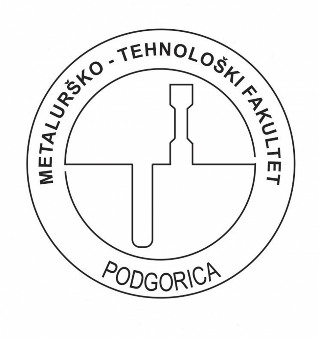 METALURŠKO - TEHNOLOŠKI FAKULTET
PODGORICA